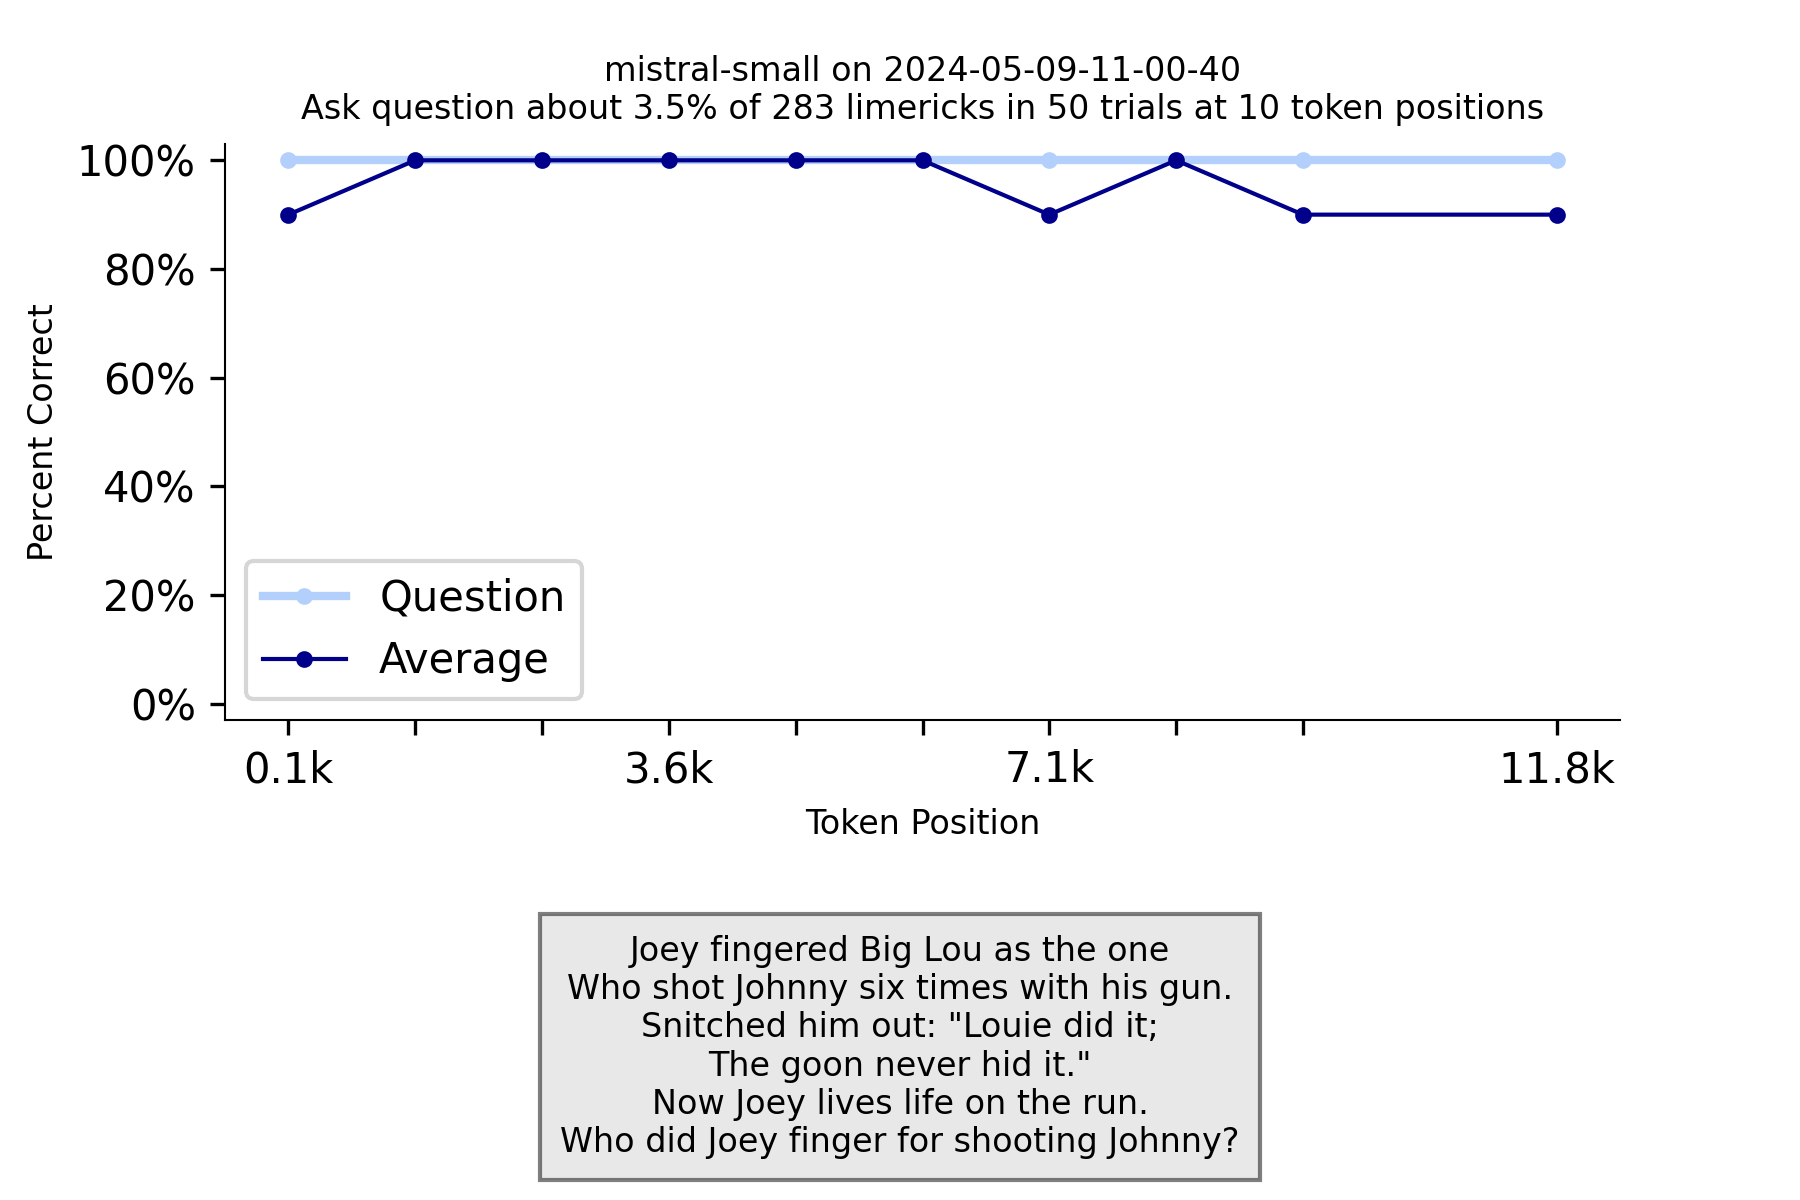 mistral-small on 2024-05-09-11-00-40
Ask question about 3.5% of 283 limericks in 50 trials at 10 token positions
100%
80%
60%
40%
20%
0%
Percent Correct
Question
Average
0.1k 3.6k 7.1k 11.8k
Token Position
Joey fingered Big Lou as the one
Who shot Johnny six times with his gun.
Snitched him out: "Louie did it;
The goon never hid it."
Now Joey lives life on the run.
Who did Joey finger for shooting Johnny?